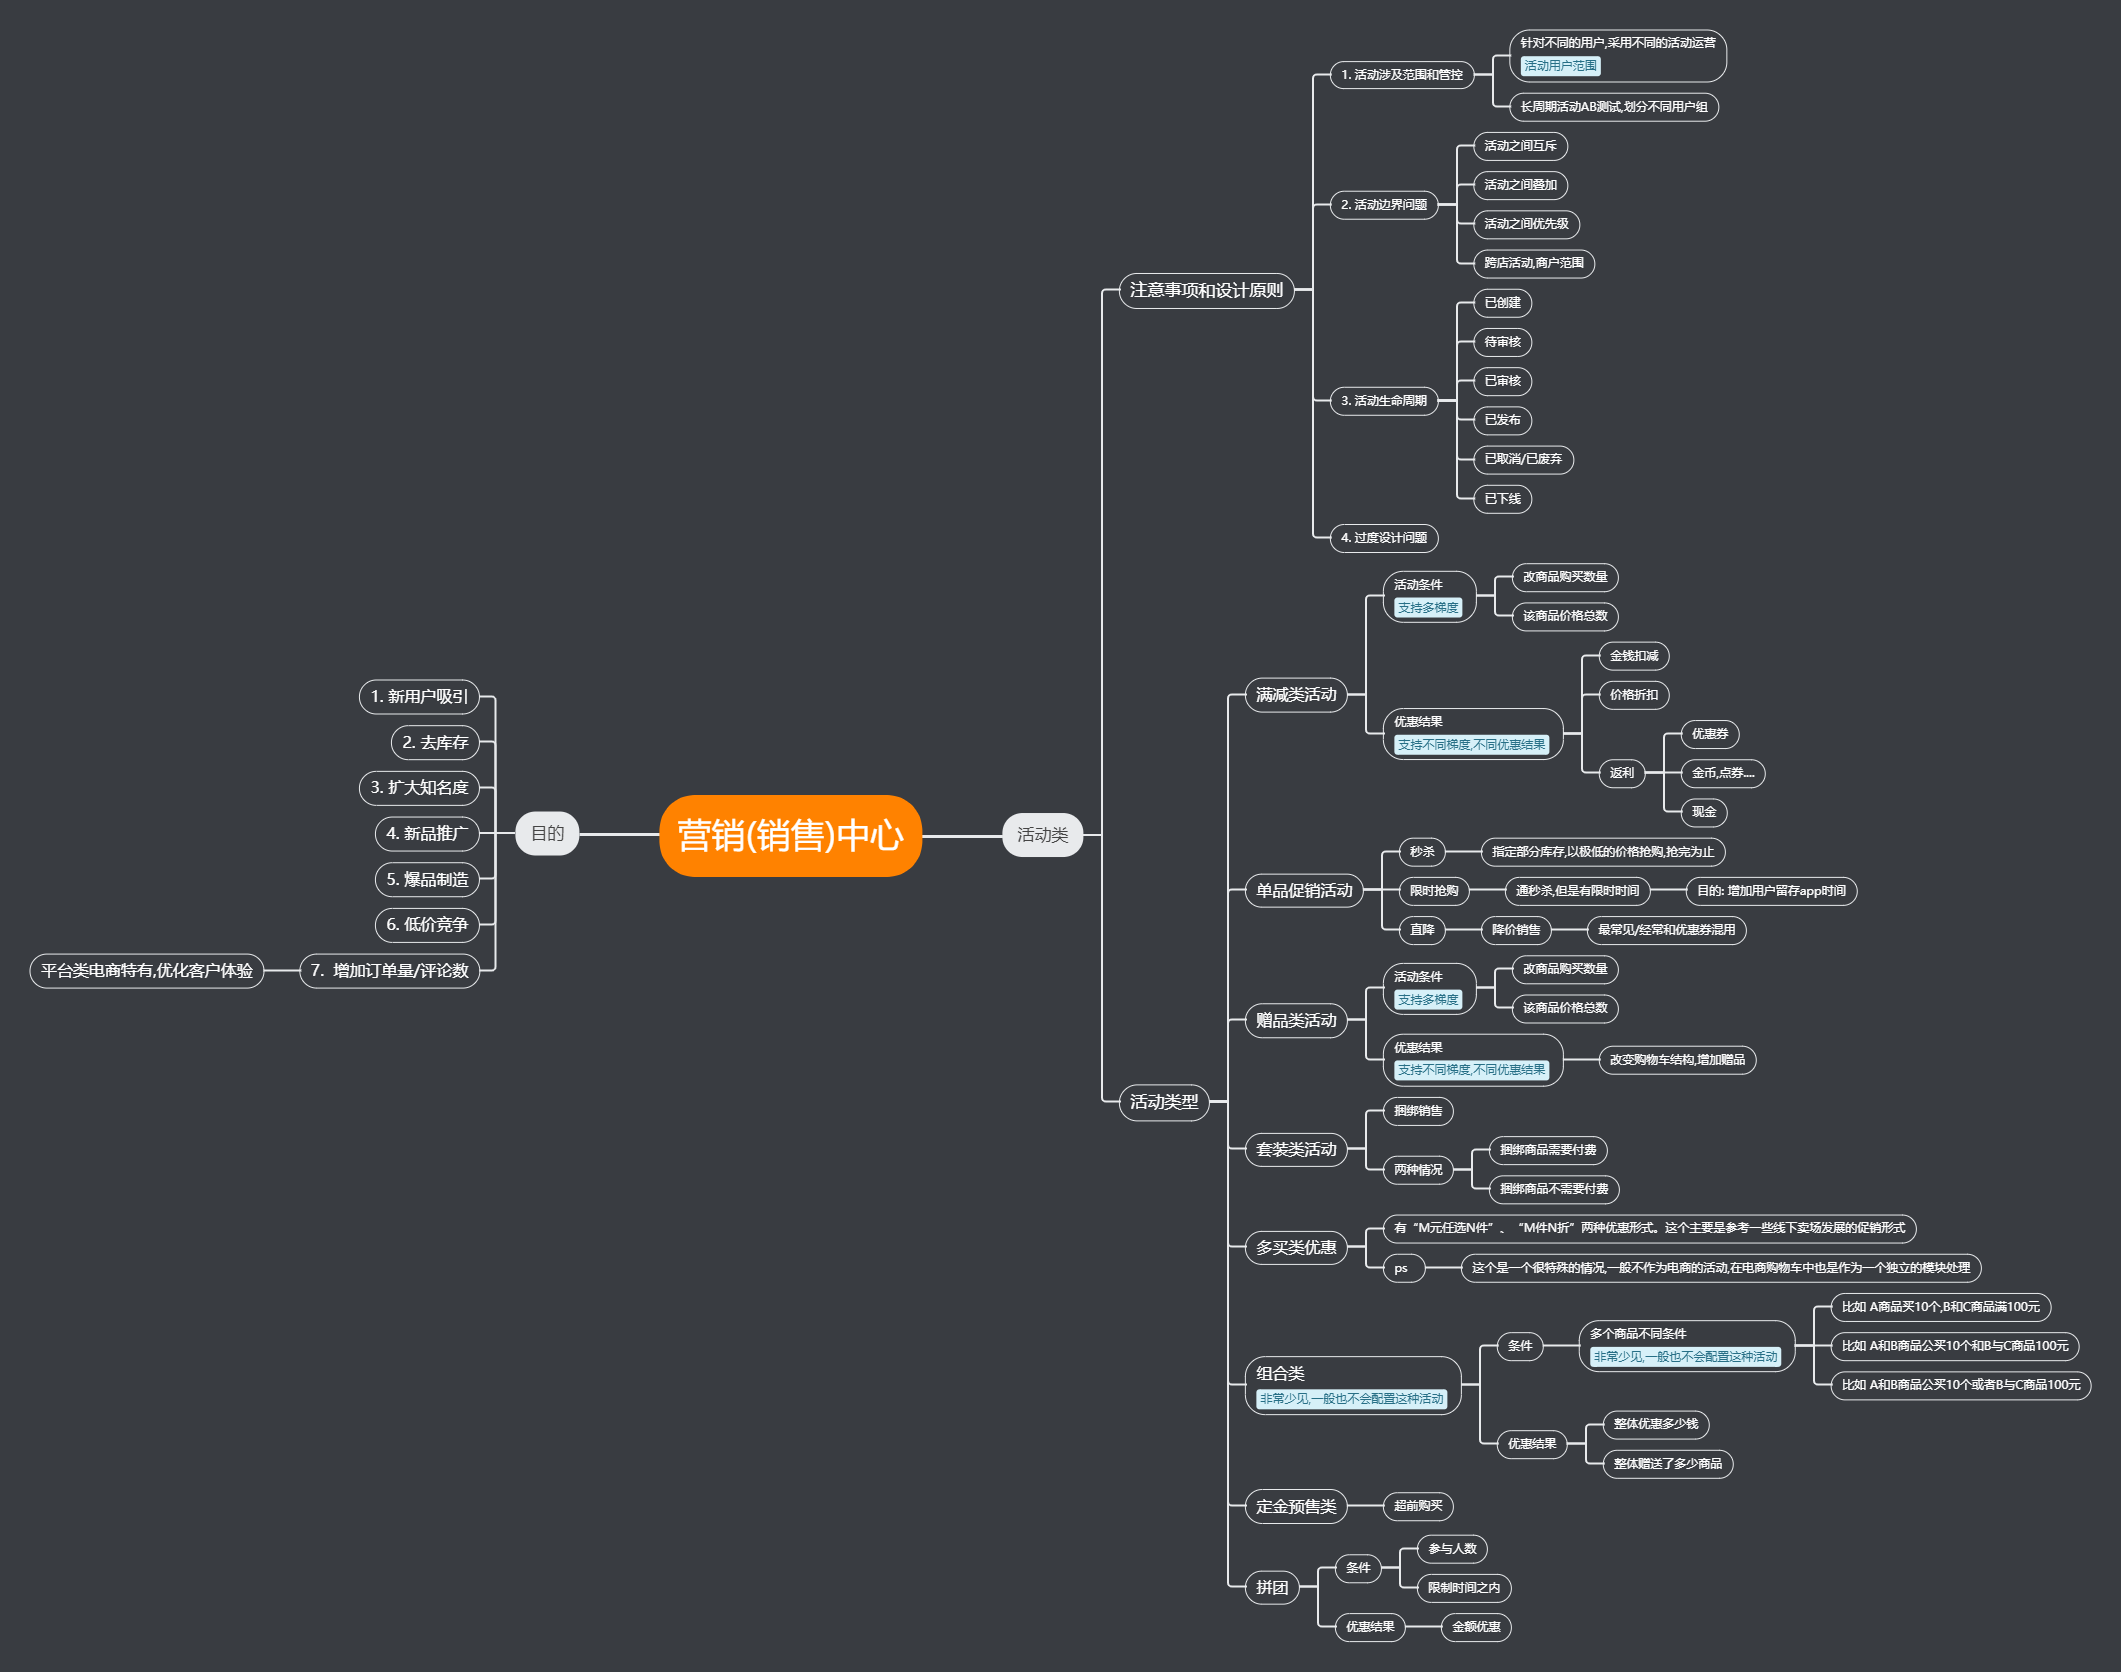 营销(销售)中心
目的
1. 新用户吸引
2. 去库存
3. 扩大知名度
4. 新品推广
5. 爆品制造
6. 低价竞争
7. 增加订单量/评论数
平台类电商特有,优化客户体验
活动类
注意事项和设计原则
1. 活动涉及范围和管控
针对不同的用户,采用不同的活动运营
活动用户范围
长周期活动AB测试,划分不同用户组
2. 活动边界问题
活动之间互斥
活动之间叠加
活动之间优先级
跨店活动,商户范围
3. 活动生命周期
已创建
待审核
已审核
已发布
已取消/已废弃
已下线
4. 过度设计问题
活动类型
满减类活动
活动条件
支持多梯度
改商品购买数量
该商品价格总数
优惠结果
支持不同梯度,不同优惠结果
金钱扣减
价格折扣
返利
优惠券
金币,点券....
现金
单品促销活动
秒杀
指定部分库存,以极低的价格抢购,抢完为止
限时抢购
通秒杀,但是有限时时间
目的: 增加用户留存app时间
直降
降价销售
最常见/经常和优惠券混用
赠品类活动
活动条件
支持多梯度
改商品购买数量
该商品价格总数
优惠结果
支持不同梯度,不同优惠结果
改变购物车结构,增加赠品
套装类活动
捆绑销售
两种情况
捆绑商品需要付费
捆绑商品不需要付费
多买类优惠
有“M元任选N件”、“M件N折”两种优惠形式。这个主要是参考一些线下卖场发展的促销形式
ps
这个是一个很特殊的情况,一般不作为电商的活动,在电商购物车中也是作为一个独立的模块处理
组合类
非常少见,一般也不会配置这种活动
条件
多个商品不同条件
非常少见,一般也不会配置这种活动
比如 A商品买10个,B和C商品满100元
比如 A和B商品公买10个和B与C商品100元
比如 A和B商品公买10个或者B与C商品100元
优惠结果
整体优惠多少钱
整体赠送了多少商品
定金预售类
超前购买
拼团
条件
参与人数
限制时间之内
优惠结果
金额优惠